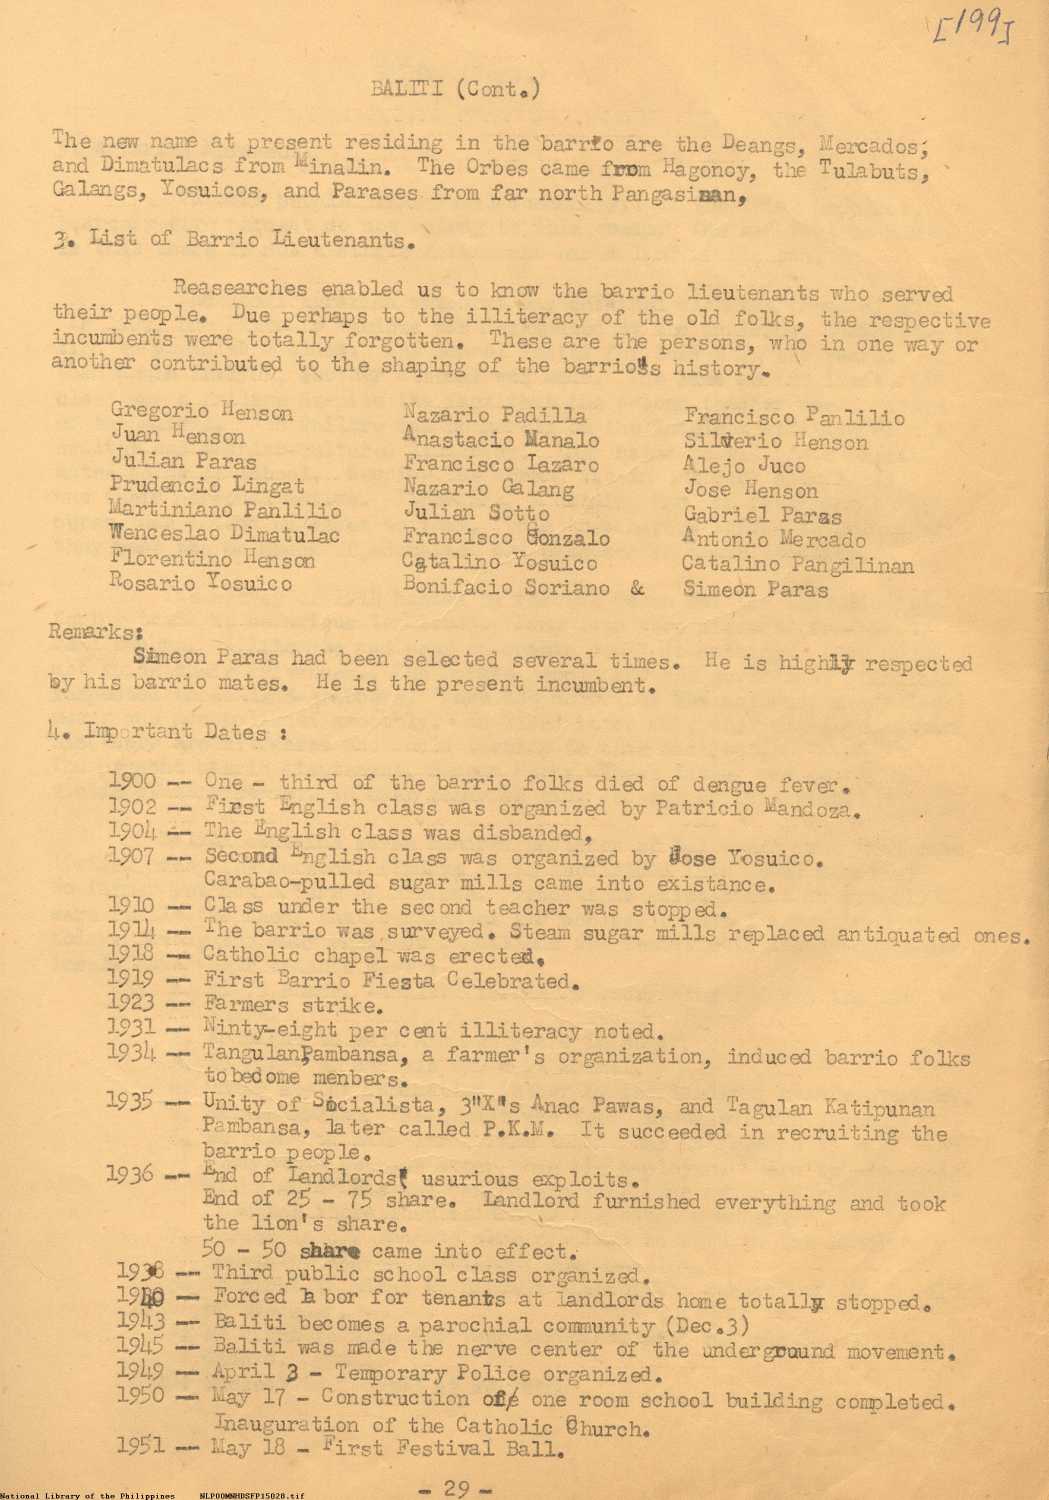 [199]
BALITI (Cont.)
The new name at present residing in the barrio are the Deangs, Mercados;
and Dimatulacs from Minalin. The Orbes came from Hagonoy, the Tulabuts,
Galangs, Yosuicos, and Parases from far north Pangasinan,
3. List of Barrio Lieutenants.
Reasearches enabled us to know the barrio lieutenants who served
their people. Due perhaps to the illiteracy of the old folks, the respective
incumbents were totally forgotten. These are the persons, who in one way or
another contributed to the shaping of the barrio's history.
Gregorio Henson Nazario Padilla Francisco Panlilio
Juan Henson Anastacio Manalo Silverio Henson
Julian Paras Francisco Lazaro Alejo Juco
Prudencio Lingat Nazario Galang Jose Henson
Martiniano Panlilio Julian Sotto Gabriel Paras
Wenceslao Dimatulac Francisco Gonzalo Antonio Mercado
Florentino Henson Catalino Yosuico Catalino Pangilinan
Rosario Yosuico Bonifacio Soriano & Simeon Paras
Remarks:
Simeon Paras had been selected several times. He is highly respected
by his barrio mates. He is the present incumbent.
4. Important Dates :
1900 -- One - third of the barrio folks died of dengue fever.
1902 -- First English class was organized by Patricio Mandoza.
1904 -- The English class was disbanded,
1907 -- Second English class was organized by Jose Yosuico.
Carabao-pulled sugar mills came into existance.
1910 -- Class under the second teacher was stopped.
1914 -- The barrio was surveyed. Steam sugar mills replaced antiquated ones.
1918 -- Catholic chapel was erected.
1919 -- First Barrio Fiesta Celebrated.
1923 -- Farmers strike.
1931 -- Ninty-eight per cent illiteracy noted.
1934 -- Tangulan Pambansa, a farmer's organization, induced barrio folks
to bedome menbers.
1935 -- Unity of Socialista, 3"X"s Anac Pawas, and Tagulan Katipunan
Pambansa, later called P.K.M. It succeeded in recruiting the
barrio people.
1936 -- End of Landlords' usurious exploits.
End of 25 - 75 share. Landlord furnished everything and took
the lion's share.
50 - 50 share came into effect.
1938 -- Third public school class organized.
1940 -- Forced labor for tenants at landlords home totally stopped.
1943 -- Baliti becomes a parochial community (Dec.3)
1945 -- Baliti was made the nerve center of the underground movement.
1949 -- April 3 - Temporary Police organized.
1950 -- May 17 - Construction of one room school building completed.
Inauguration of the Catholic Church.
1951 -- May 18 - First Festival Ball.
- 29 -
National Library of the Philippines NLPOOMNHDSFP15028.tif